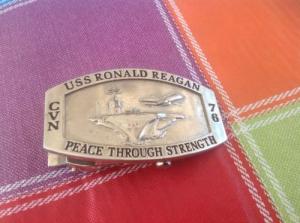 USS RONALD REAGAN
CVN
76
PEACE THROUGH STRENGTH